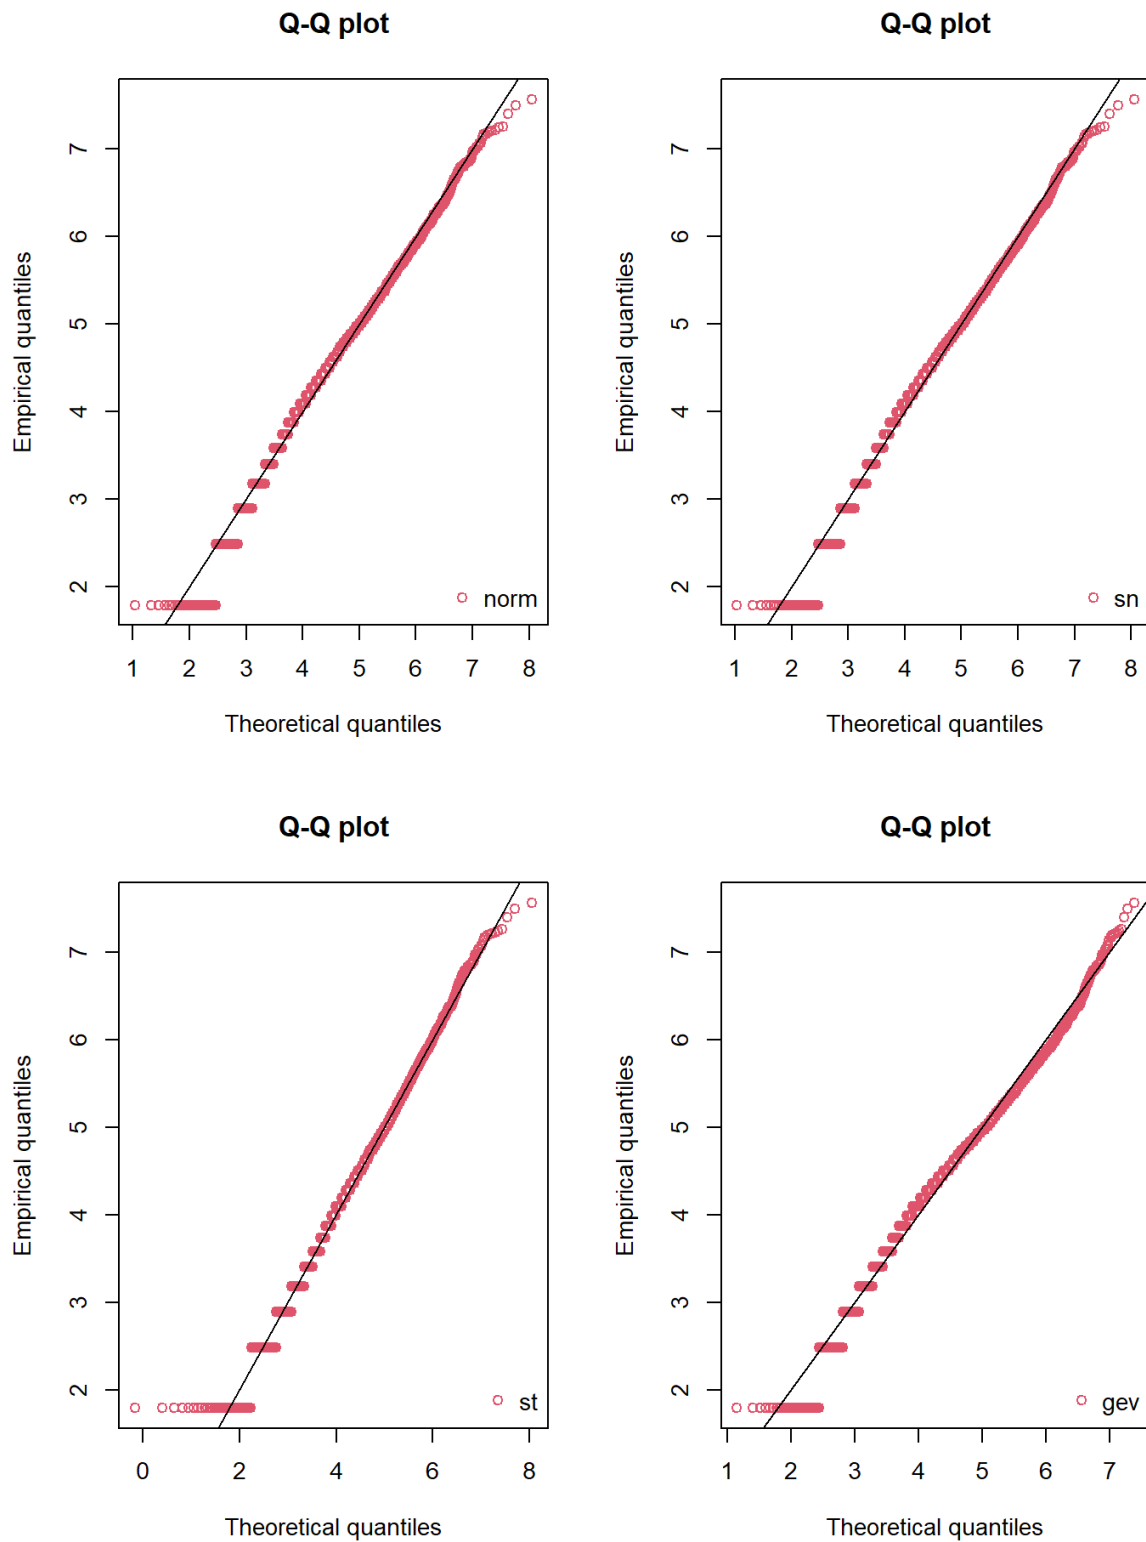 Q-Q plot
Empirical quantiles
7
6
5
4
3
2
norm
1 2 3 4 5 6 7 8
Theoretical quantiles
Q-Q plot
Empirical quantiles
7
6
5
4
3
2
sn
1 2 3 4 5 6 7 8
Theoretical quantiles
Q-Q plot
Empirical quantiles
7
6
5
4
3
2
st
0 2 4 6 8
Theoretical quantiles
Q-Q plot
Empirical quantiles
7
6
5
4
3
2
gev
1 2 3 4 5 6 7
Theoretical quantiles